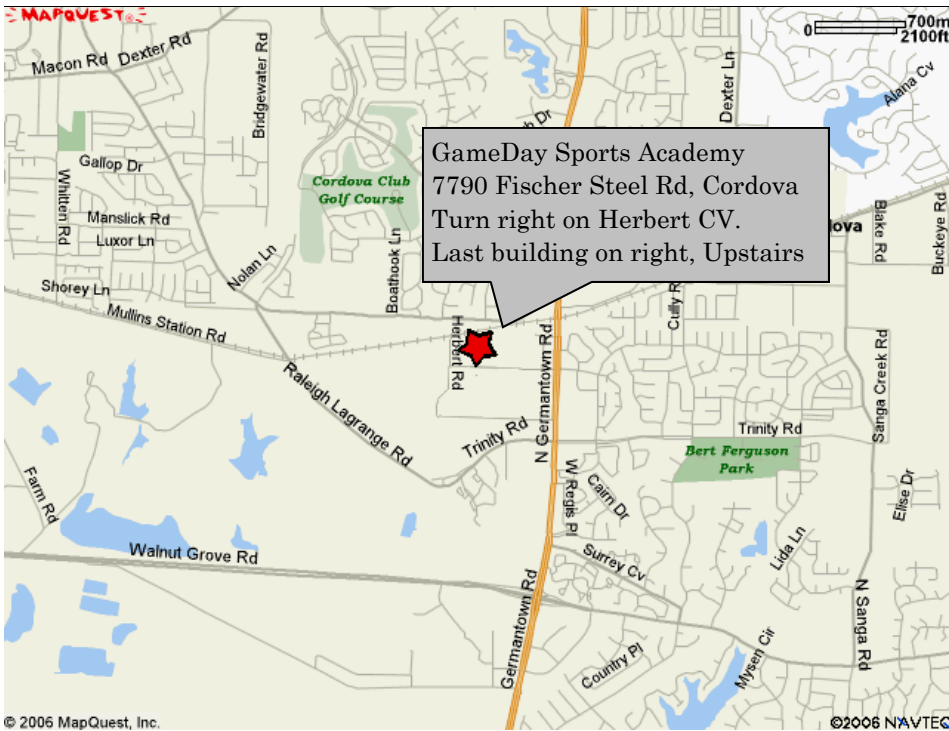 MAPQUEST
0 700m
2100ft
Macon Rd
Dexter Rd
Bridgewater Rd
Dexter Ln
Alana Cv
h Dr
GameDay Sports Academy
7790 Fischer Steel Rd, Cordova
Turn right on Herbert CV.
Last building on right, Upstairs
Gallop Dr
Whitten Rd
Cordova Club
Golf Course
Manslick Rd
Luxor Ln
Nolan Ln
Boathook Ln
lova
Blake Rd
Buckeye Rd
Shorey Ln
Mullins Station Rd
Herbert Rd
Cully R
N Germantown Rd
Sanga Creek Rd
Raleigh Lagrange Rd
Trinity Rd
Trinity Rd
Bert Ferguson
Park
Farm Rd
W Regis Pl
Cairn Dr
Elise Dr
Lida Ln
Walnut Grove Rd
Surrey Cv
N Sanga Rd
Germantown Rd
Country Pl
Mysen Cir
© 2006 MapQuest, Inc.
©2006 NAVTEQ